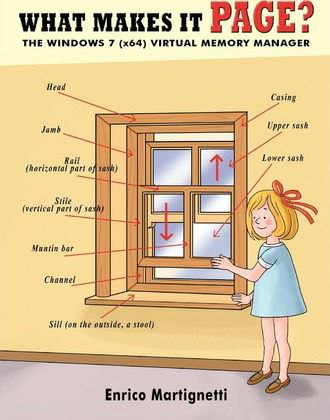 WHAT MAKES IT PAGE?
THE WINDOWS 7 (x64) VIRTUAL MEMORY MANAGER
Head
Casing
Jamb
Upper sash
Rail
(horizontal part of sash)
Lower sash
Stile
(vertical part of sash)
Muntin bar
Channel
Sill (on the outside, a stool)
Enrico Martignetti